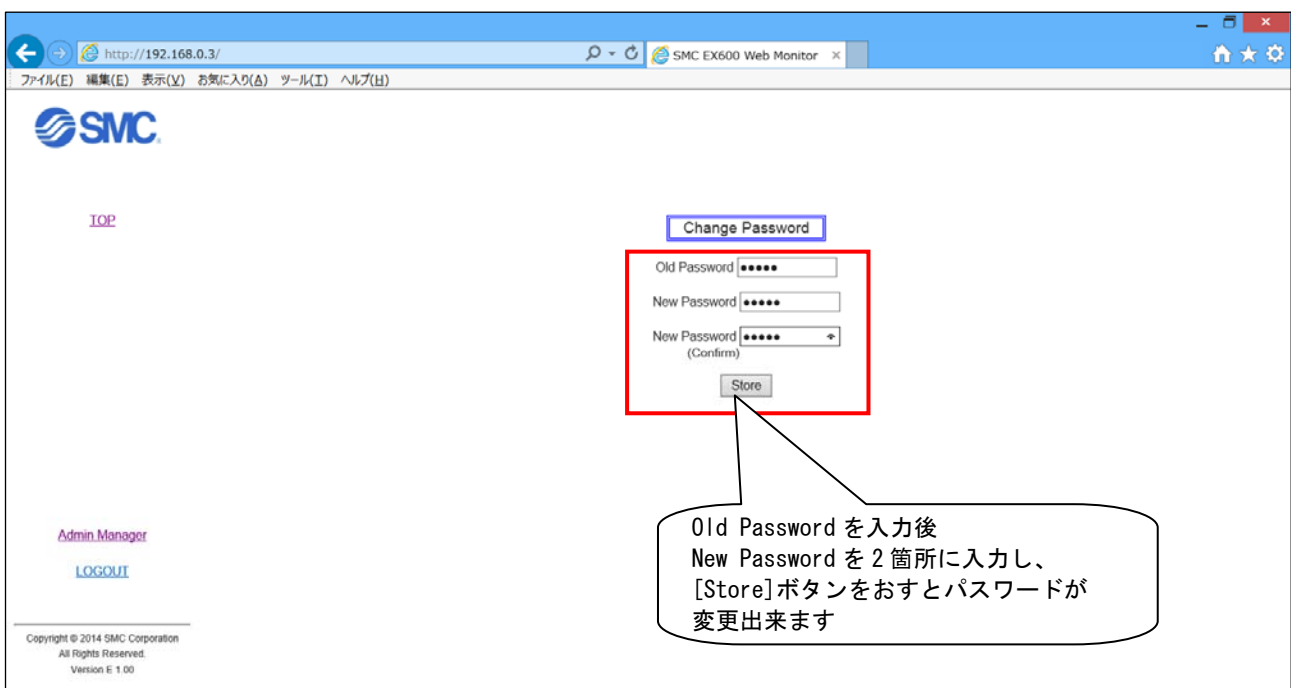 http://192.168.0.3/
SMC EX600 Web Monitor
ファイル(F) 編集(E) 表示(V) お気に入り(A) ツール(T) ヘルプ(H)
SMC.
TOP
Change Password
Old Password
New Password
New Password
(Confirm)
Store
Old Password を入力後
New Password を 2 箇所に入力し、
[Store]ボタンをおすとパスワードが
変更出来ます
Admin Manager
LOGOUT
Copyright © 2014 SMC Corporation
All Rights Reserved.
Version E 1.00